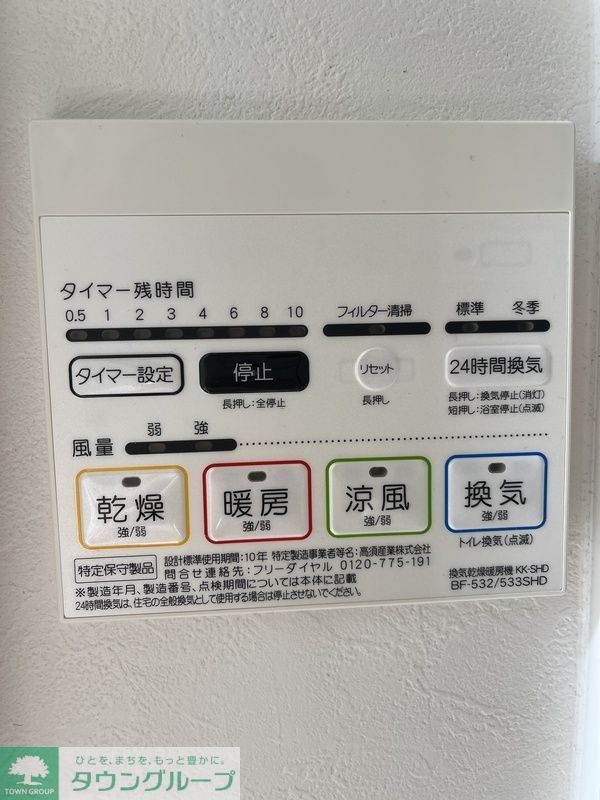 タイマー残時間
0.5 1 2 3 4 6 8 10
フィルター清掃
標準 冬季
タイマー設定
停止
長押し:全停止
リセット
長押し
24時間換気
長押し:換気停止(消灯)
短押し:浴室停止(点滅)
風量 弱 強
乾燥
強/弱
暖房
強/弱
涼風
強/弱
換気
強/弱
トイレ換気(点滅)
特定保守製品
設計標準使用期間:10年 特定製造事業者等名:高須産業株式会社
問合せ連絡先:フリーダイヤル 0120-775-191
※製造年月、製造番号、点検期間については本体に記載
24時間換気は、住宅の全般換気として使用する場合は停止させないでください。
換気乾燥暖房機 KK-SHD
BF-532/533SHD
TOWN GROUP
ひとを、まちを、もっと豊かに。
タウングループ